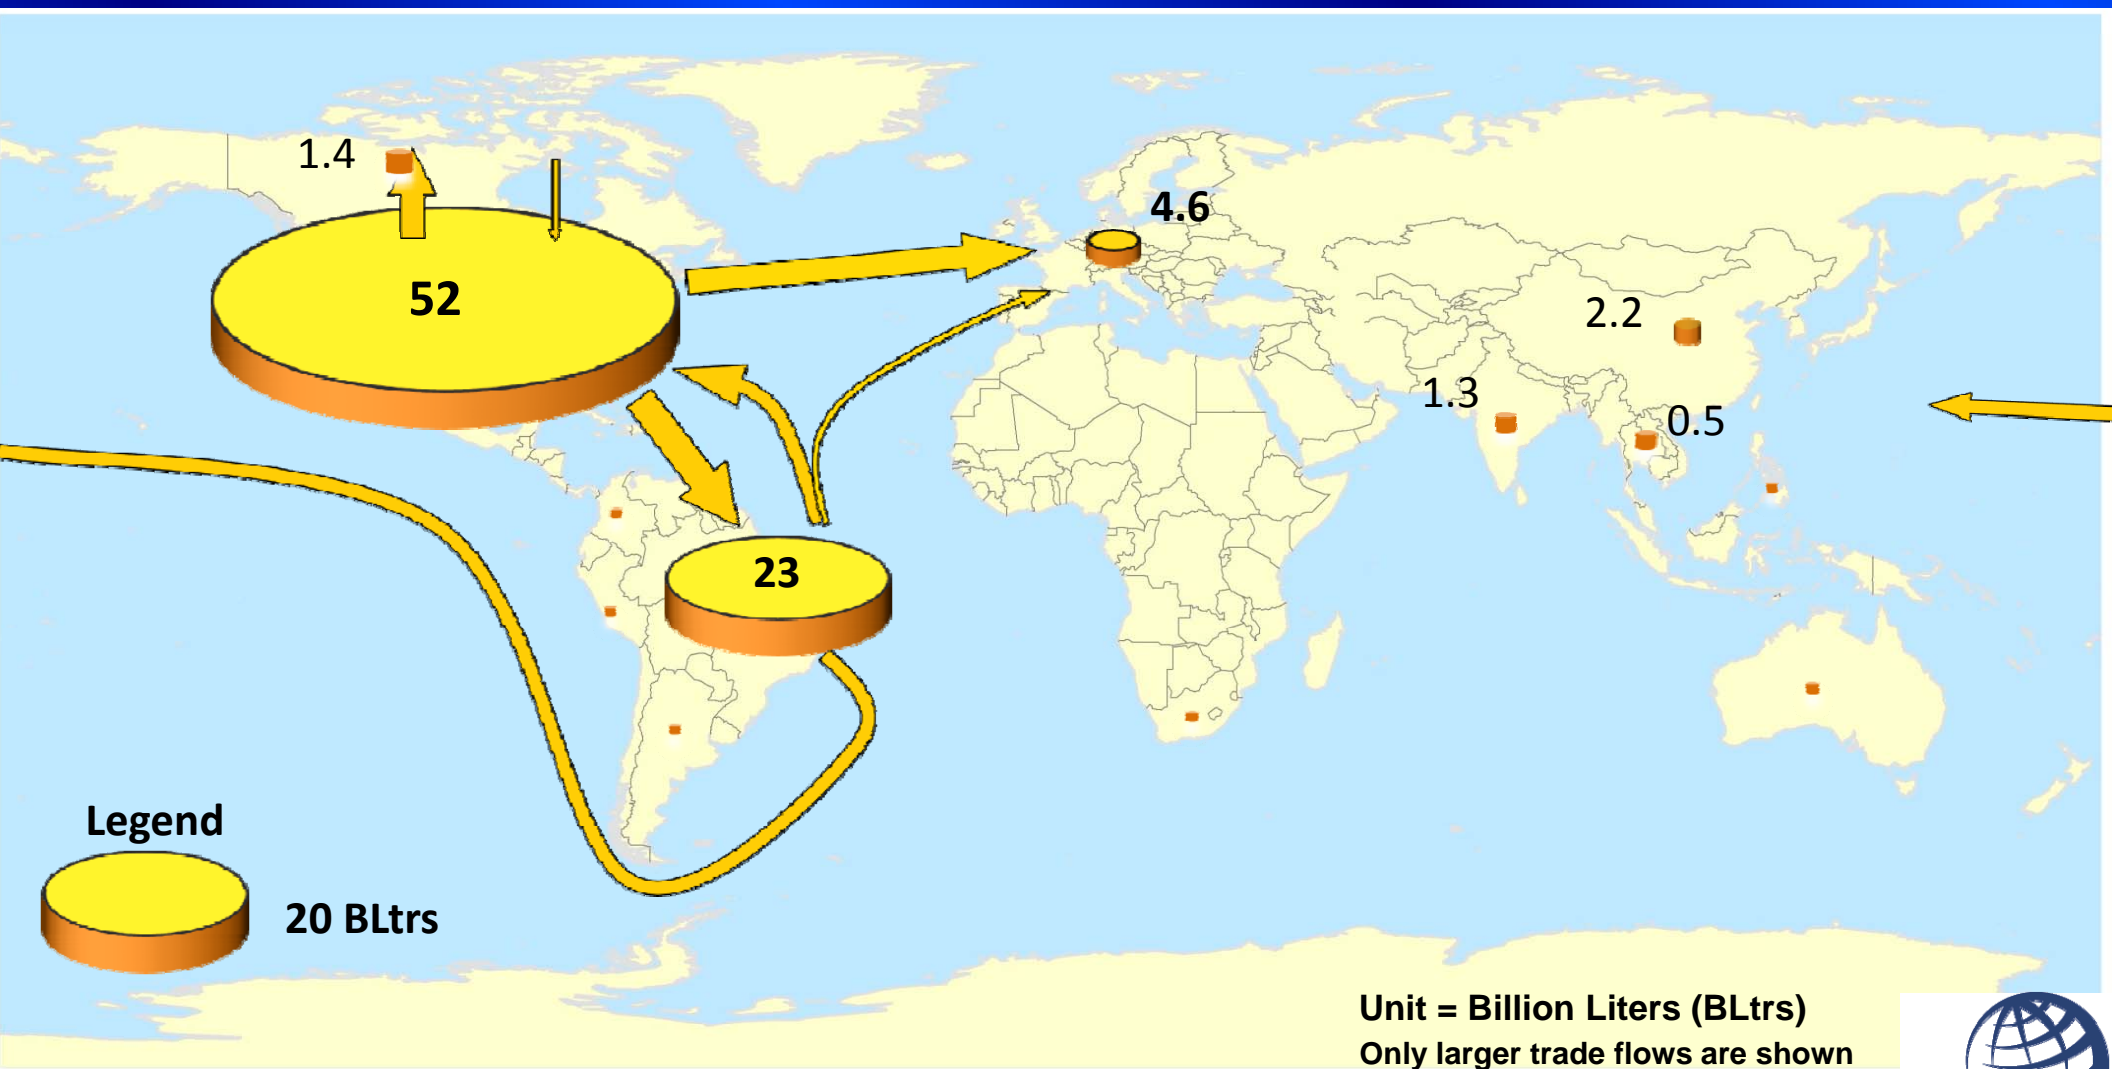 1.4
4.6
52
2.2
1.3
0.5
23
Legend
20 BLtrs
Unit = Billion Liters (BLtrs)
Only larger trade flows are shown